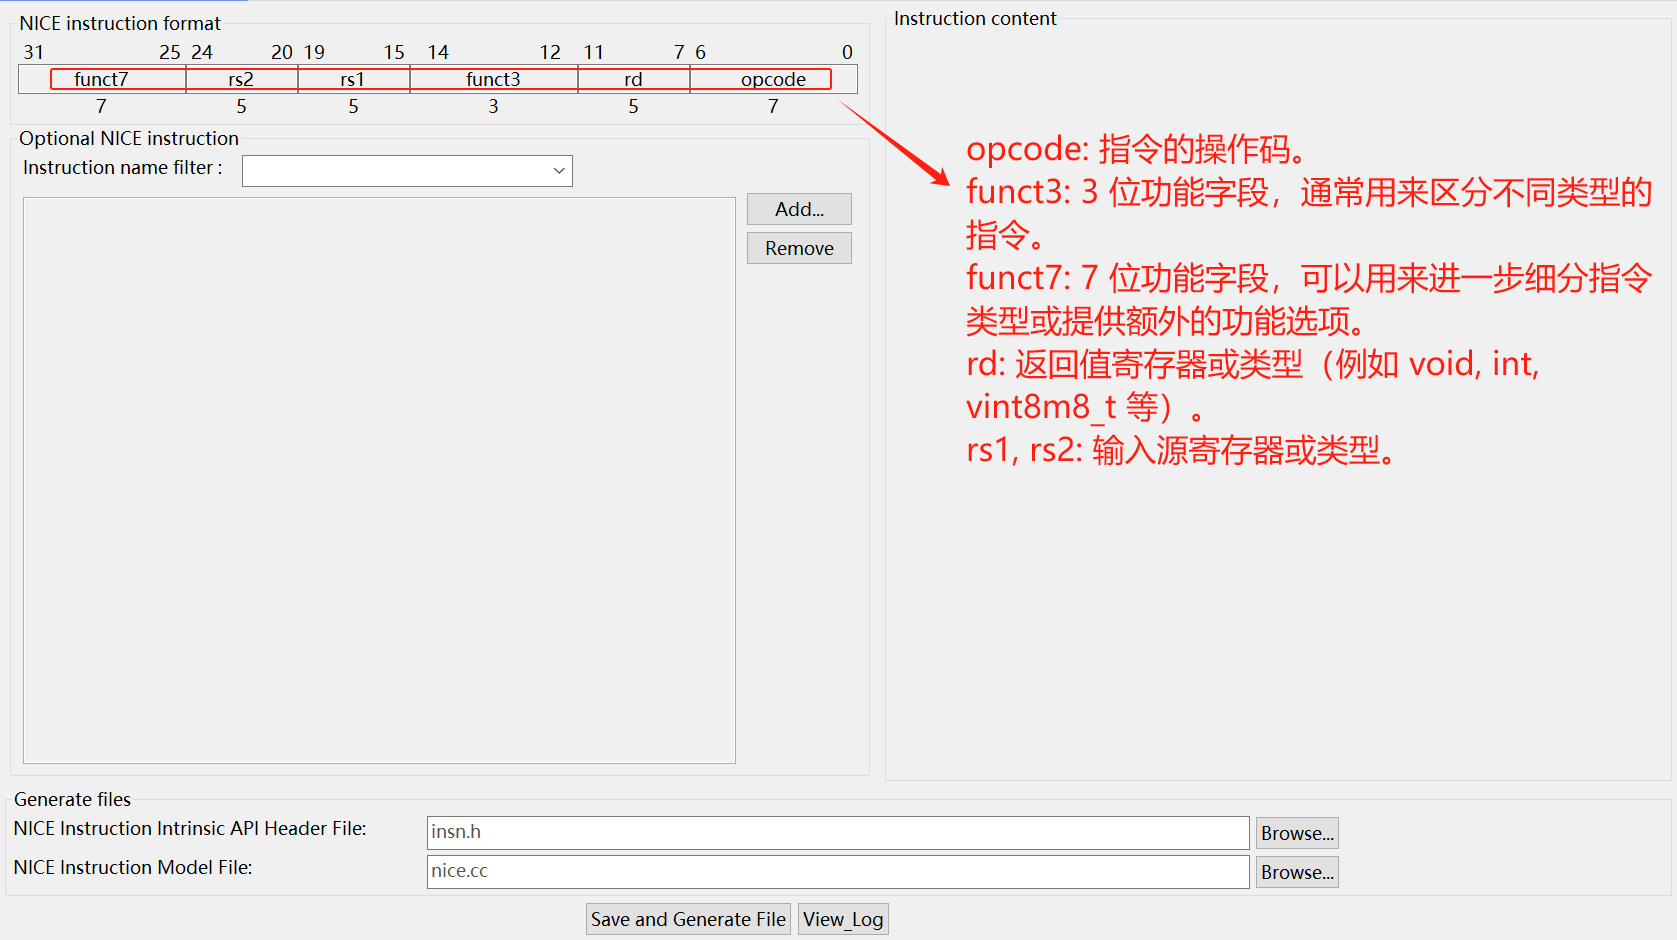 NICE instruction format
31 25 24 20 19 15 14 12 11 7 6 0
funct7 rs2 rs1 funct3 rd opcode
7 5 5 3 5 7
Optional NICE instruction
Instruction name filter :
Add...
Remove
Instruction content
opcode: 指令的操作码。
funct3: 3 位功能字段，通常用来区分不同类型的
指令。
funct7: 7 位功能字段，可以用来进一步细分指令
类型或提供额外的功能选项。
rd: 返回值寄存器或类型（例如 void, int,
vint8m8_t 等）。
rs1, rs2: 输入源寄存器或类型。
Generate files
NICE Instruction Intrinsic API Header File: insn.h Browse...
NICE Instruction Model File: nice.cc Browse...
Save and Generate File View_Log